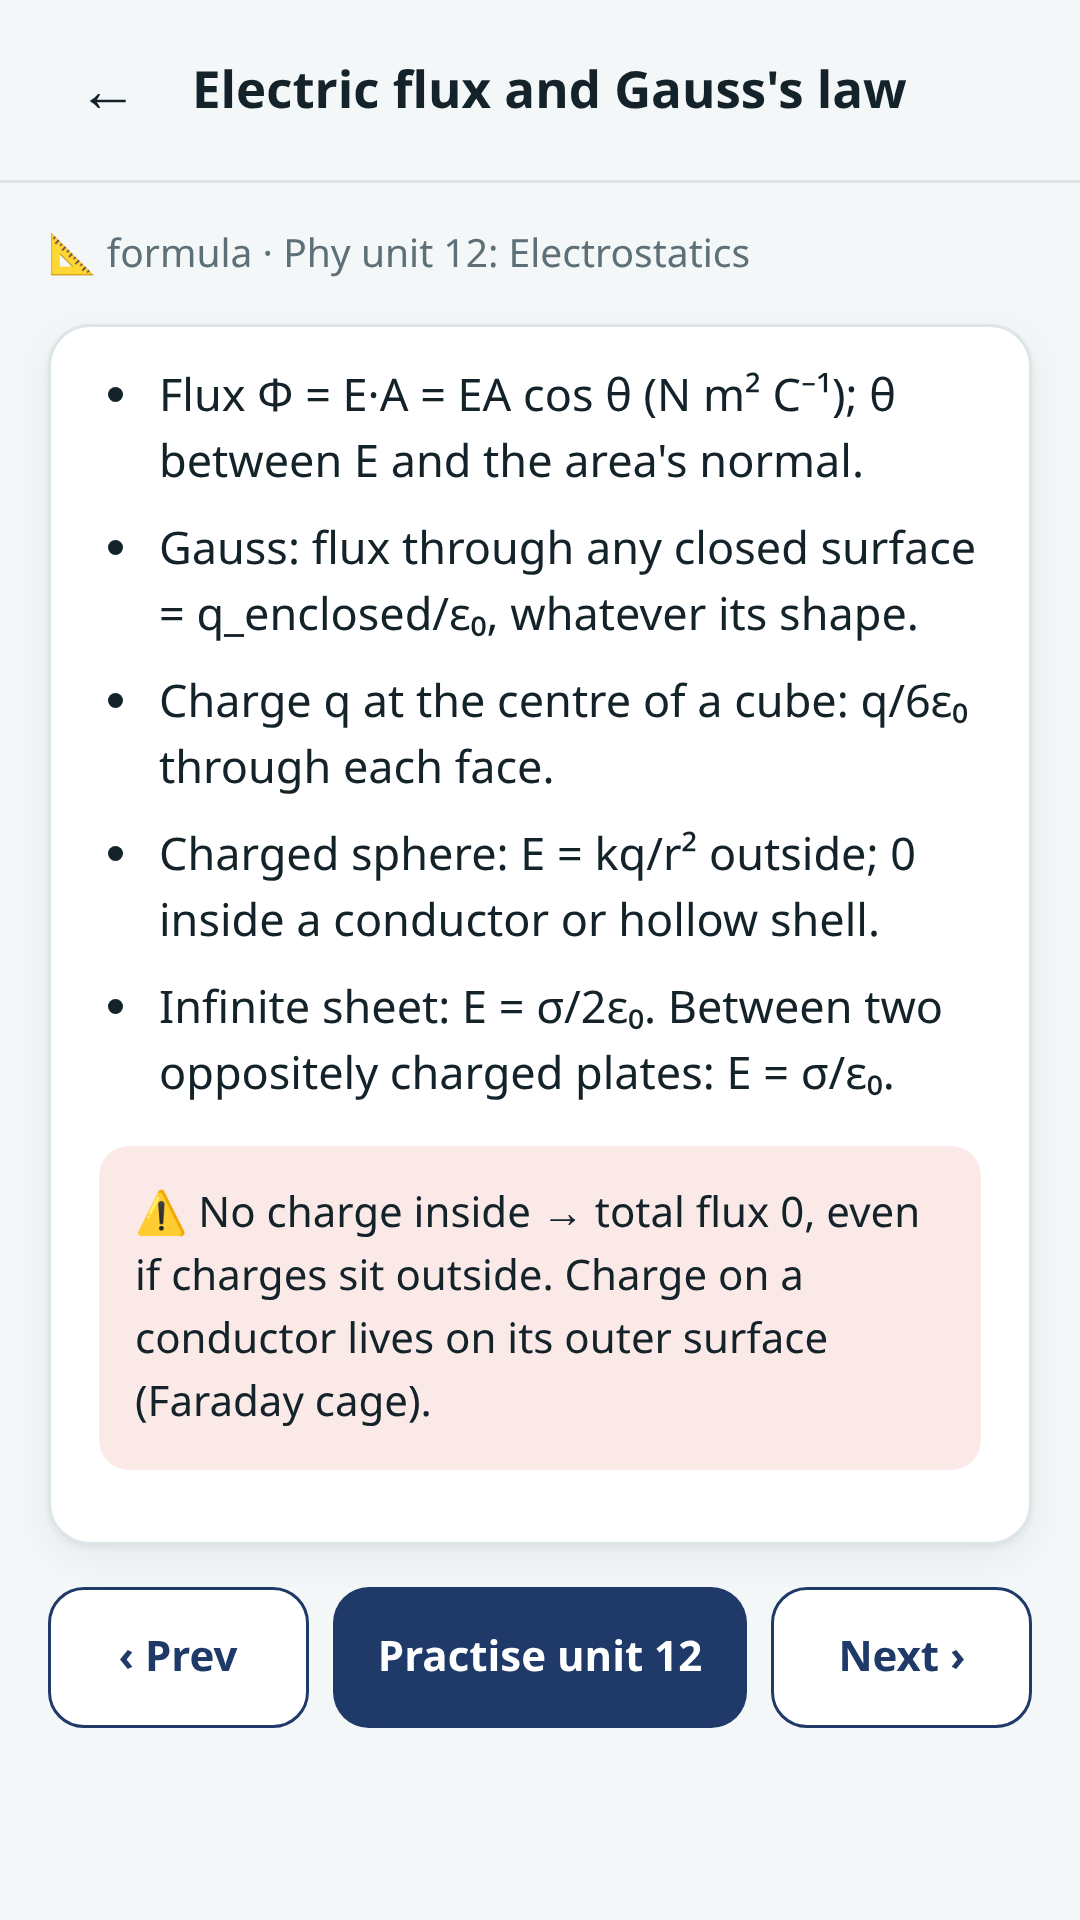 ← Electric flux and Gauss's law
📐 formula · Phy unit 12: Electrostatics
• Flux Φ = E·A = EA cos θ (N m² C⁻¹); θ
between E and the area's normal.
• Gauss: flux through any closed surface
= q_enclosed/ε₀, whatever its shape.
• Charge q at the centre of a cube: q/6ε₀
through each face.
• Charged sphere: E = kq/r² outside; 0
inside a conductor or hollow shell.
• Infinite sheet: E = σ/2ε₀. Between two
oppositely charged plates: E = σ/ε₀.
⚠️ No charge inside → total flux 0, even
if charges sit outside. Charge on a
conductor lives on its outer surface
(Faraday cage).
‹ Prev
Practise unit 12
Next ›